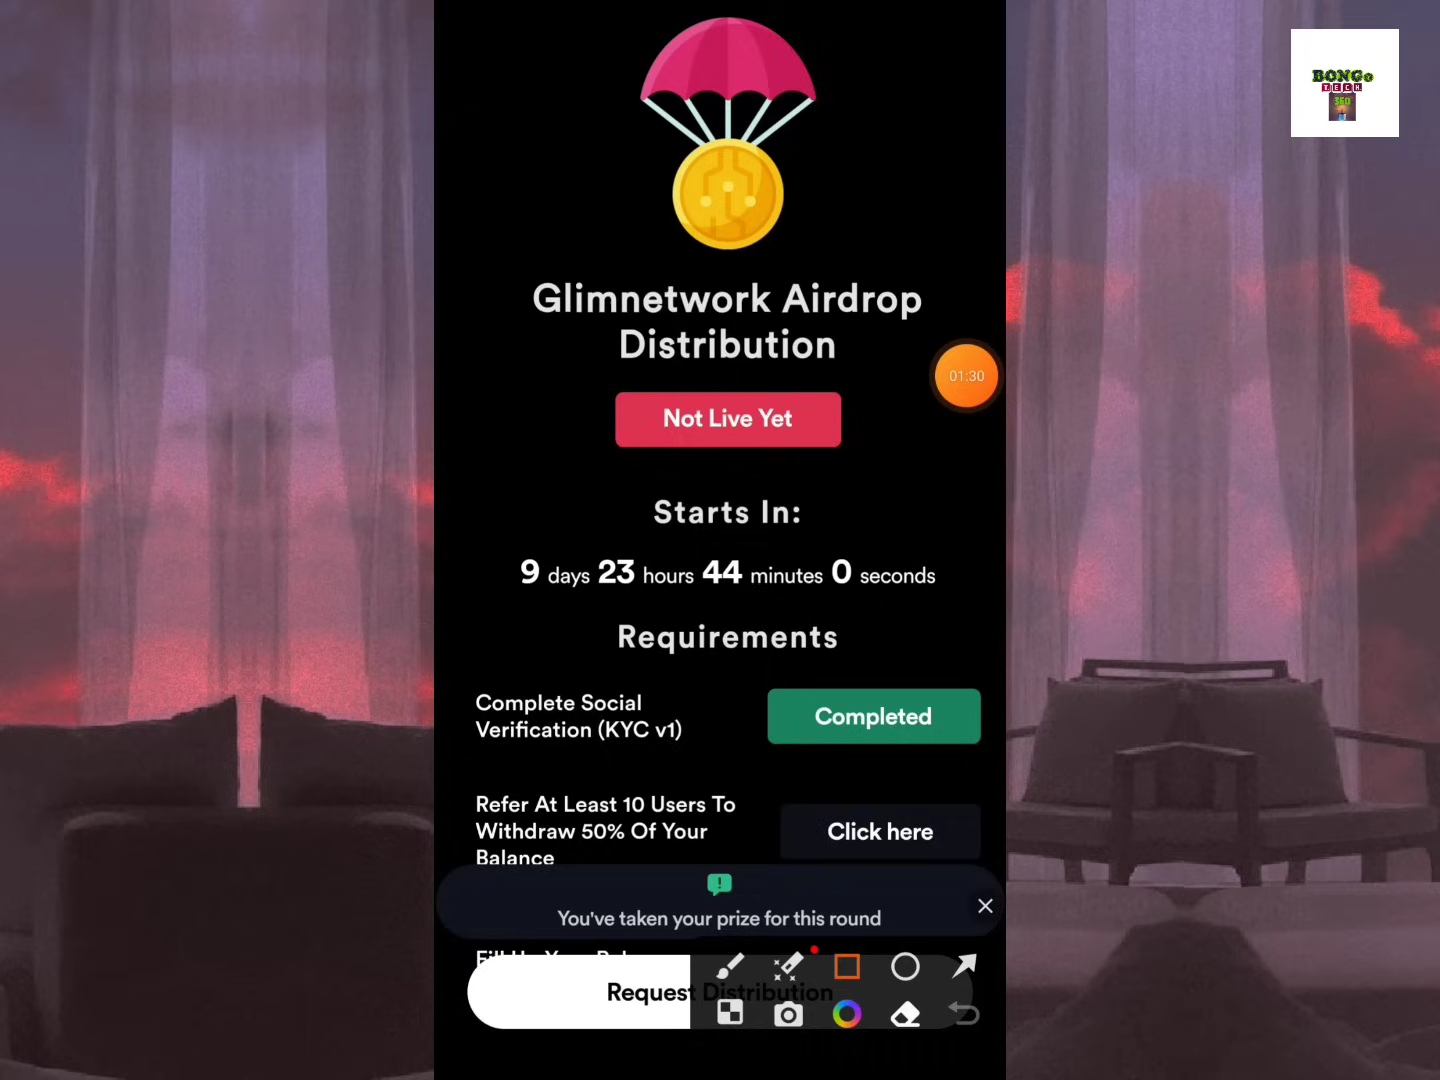 BONGO
TECH
360
Glimnetwork Airdrop
Distribution
01:30
Not Live Yet
Starts In:
9 days 23 hours 44 minutes 0 seconds
Requirements
Complete Social
Verification (KYC v1)
Completed
Refer At Least 10 Users To
Withdraw 50% Of Your
Balance
Click here
You've taken your prize for this round
Request Distribution